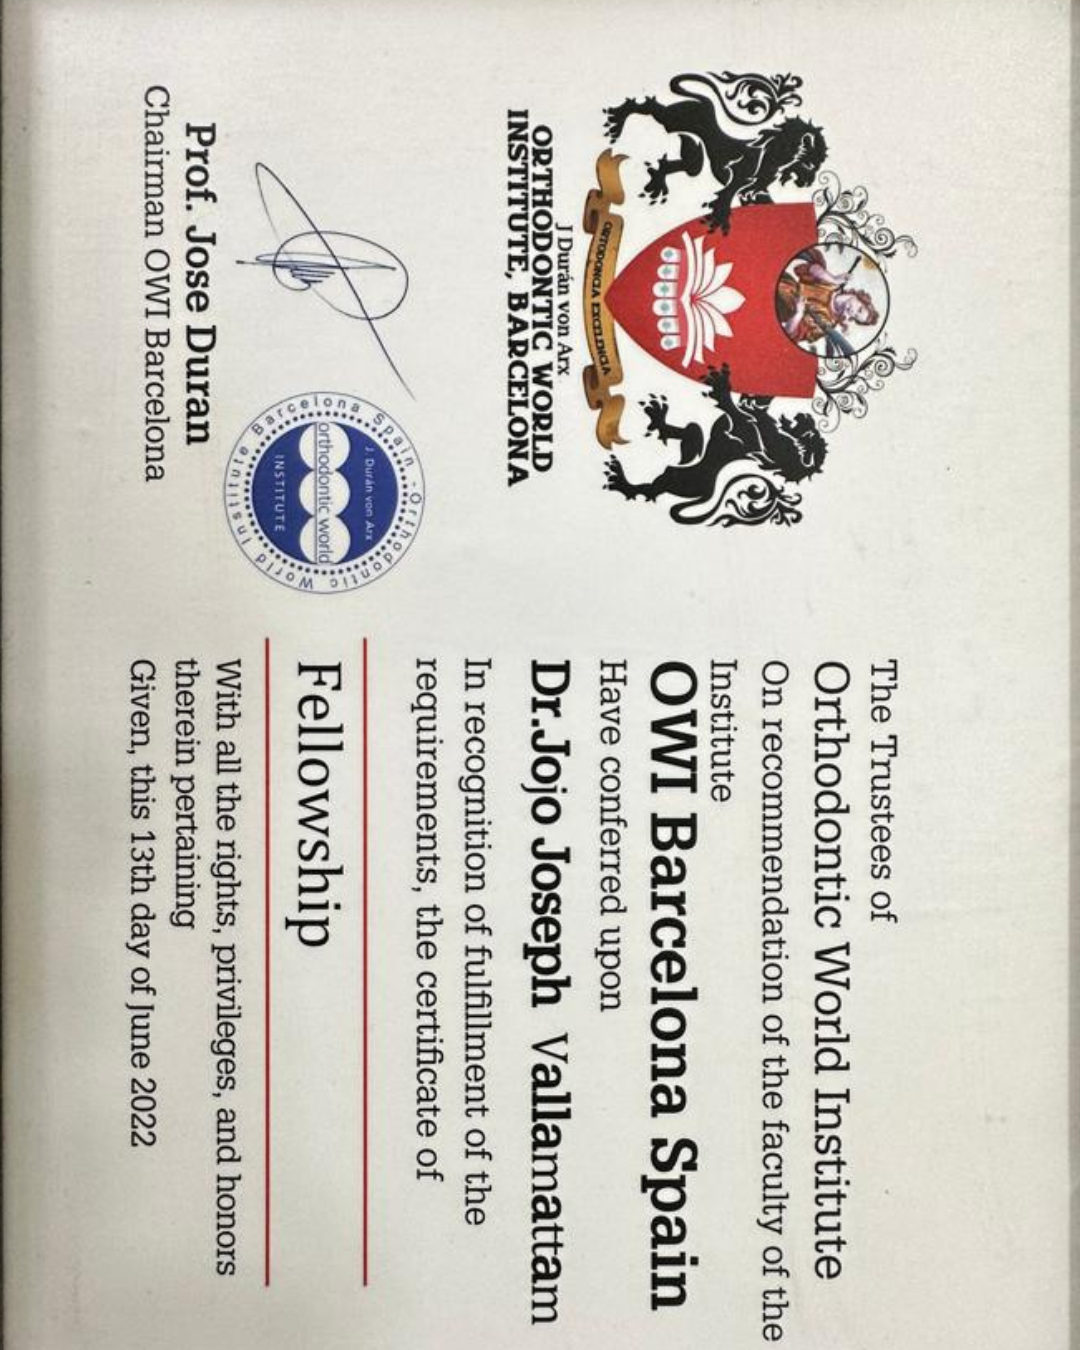 ORTODONCIA EXCELENCIA
J Durán von Arx
ORTHODONTIC WORLD
INSTITUTE, BARCELONA
The Trustees of
Orthodontic World Institute
On recommendation of the faculty of the
Institute
OWI Barcelona Spain
Have conferred upon
Dr.Jojo Joseph Vallamattam
In recognition of fulfillment of the
requirements, the certificate of
Fellowship
With all the rights, privileges, and honors
therein pertaining
Given, this 13th day of June 2022
Barcelona Spain - Orthodontic World Institute
J. Durán von Arx
orthodontic world
INSTITUTE
Prof. Jose Duran
Chairman OWI Barcelona